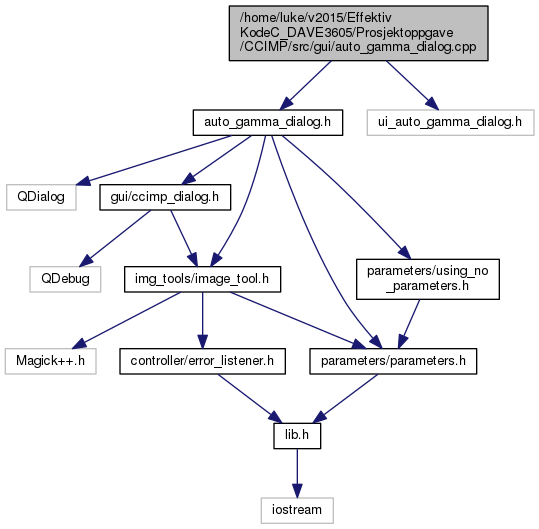 /home/luke/v2015/Effektiv
KodeC_DAVE3605/Prosjektoppgave
/CCIMP/src/gui/auto_gamma_dialog.cpp
auto_gamma_dialog.h
ui_auto_gamma_dialog.h
QDialog
gui/ccimp_dialog.h
QDebug
img_tools/image_tool.h
parameters/using_no
_parameters.h
Magick++.h
controller/error_listener.h
parameters/parameters.h
lib.h
iostream